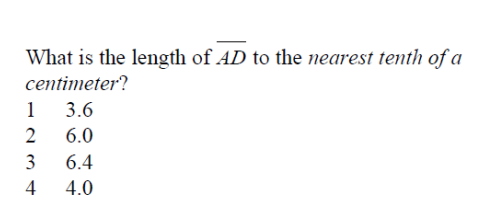 What is the length of AD to the nearest tenth of a
centimeter?
1 3.6
2 6.0
3 6.4
4 4.0